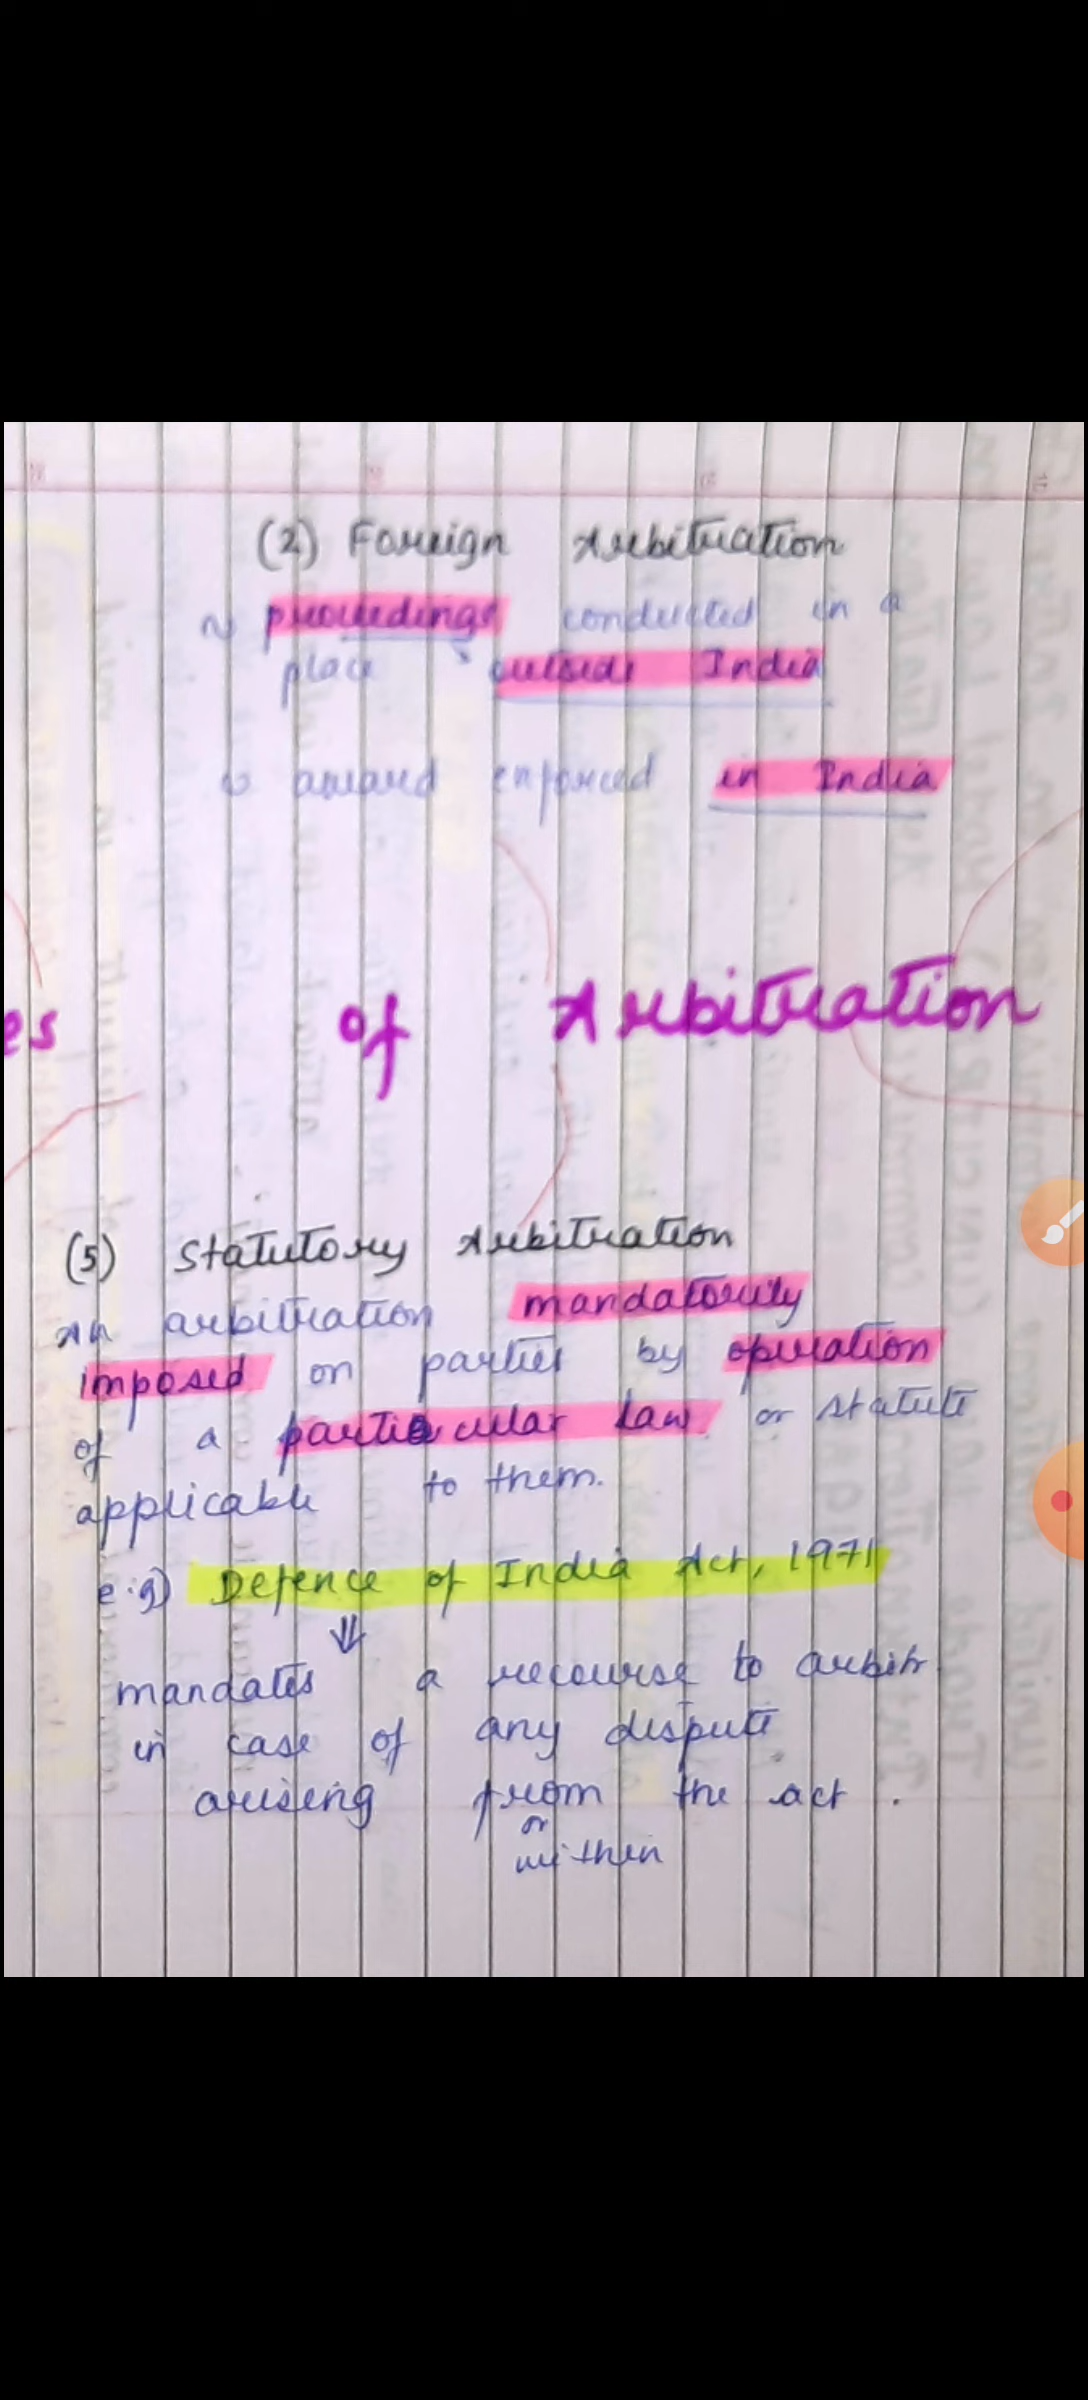 (2) Foreign Arbitration
~ proceedings conducted in a
place outside India
~ award enforced in India
es of Arbitration
(5) Statutory Arbitration
An arbitration mandatorily
imposed on parties by operation
of a particular law or statute
applicable to them.
e.g) Defence of India Act, 1971
⇓
mandates a recourse to arbitr.
in case of any dispute
arising from the act.
or
within